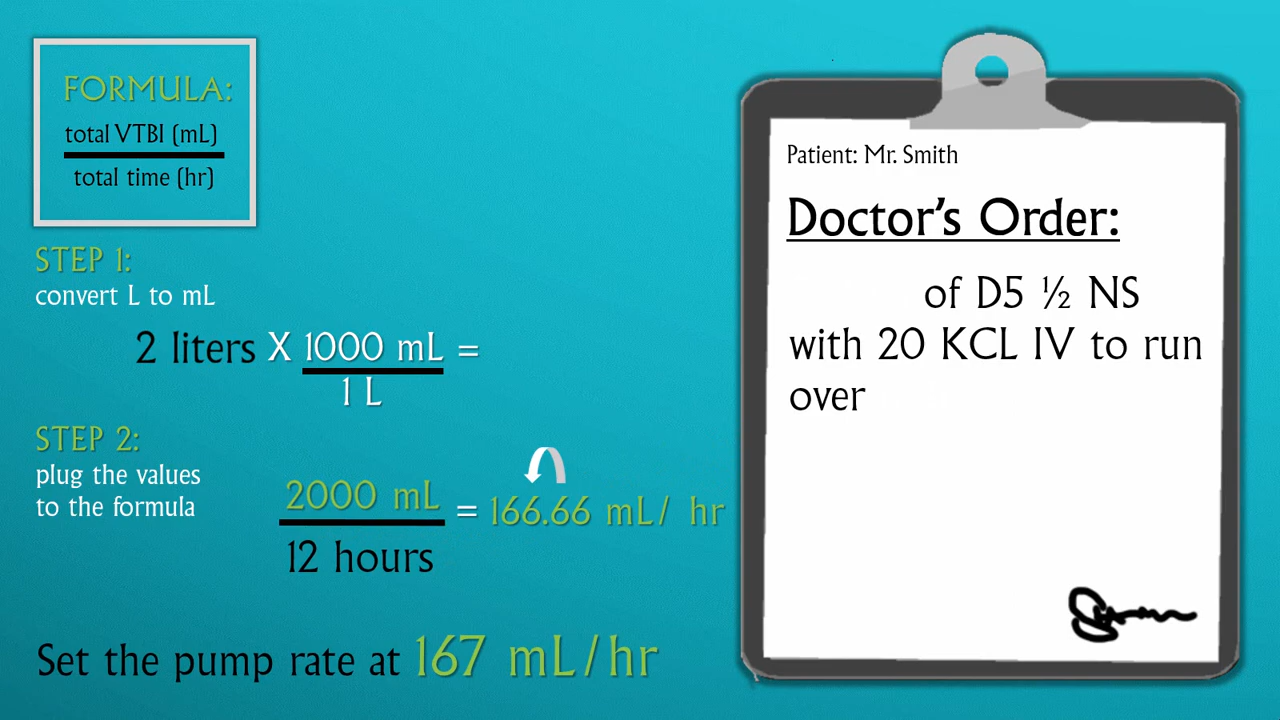 FORMULA:
total VTBI (mL)
total time (hr)
STEP 1:
convert L to mL
2 liters X 1000 mL =
1 L
STEP 2:
plug the values
to the formula
2000 mL
= 166.66 mL/ hr
12 hours
Set the pump rate at 167 mL/hr
Patient: Mr. Smith
Doctor's Order:
of D5 ½ NS
with 20 KCL IV to run
over